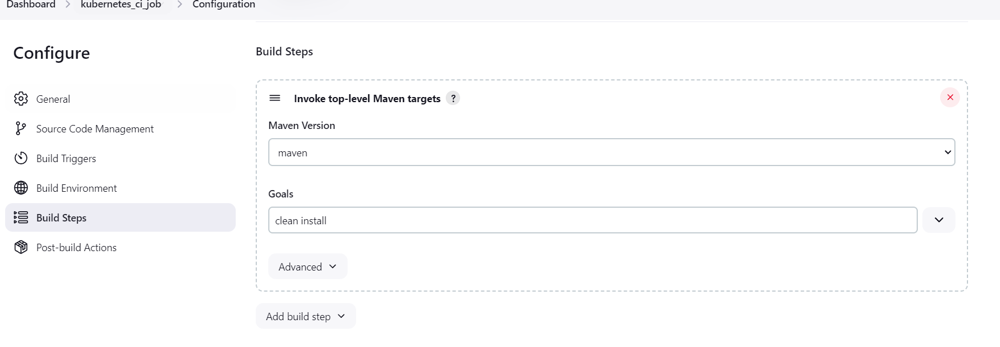 Dashboard > kubernetes_ci_job > Configuration
Configure
General
Source Code Management
Build Triggers
Build Environment
Build Steps
Post-build Actions
Build Steps
Invoke top-level Maven targets ?
Maven Version
maven
Goals
clean install
Advanced
Add build step